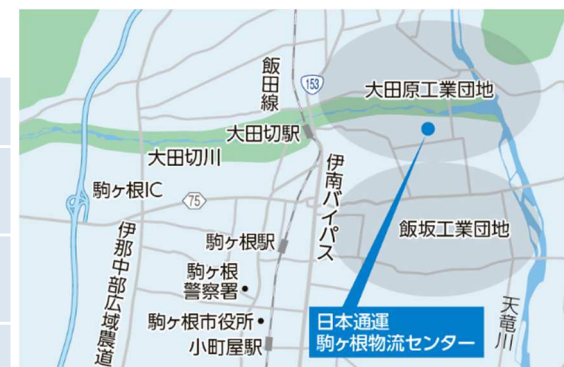 飯田線
153
大田原工業団地
大田切駅
大田切川
伊南バイパス
駒ヶ根IC
75
飯坂工業団地
伊那中部広域農道
駒ヶ根駅
駒ヶ根
警察署
天竜川
駒ヶ根市役所
小町屋駅
日本通運
駒ヶ根物流センター